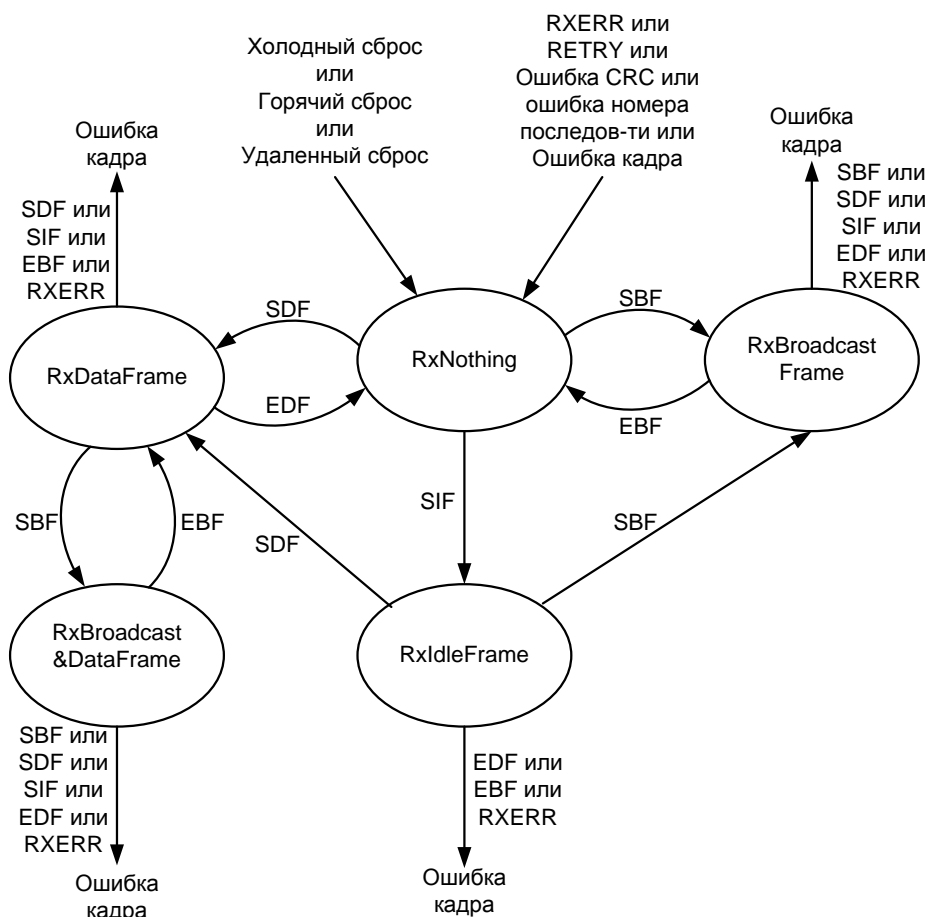 Холодный сброс
или
Горячий сброс
или
Удаленный сброс
RXERR или
RETRY или
Ошибка CRC или
ошибка номера
последов-ти или
Ошибка кадра
Ошибка
кадра
SDF или
SIF или
EBF или
RXERR
Ошибка
кадра
SBF или
SDF или
SIF или
EDF или
RXERR
SDF
SBF
RxDataFrame
RxNothing
RxBroadcast
Frame
EDF
EBF
SBF
EBF
SDF
SIF
SBF
RxBroadcast
&DataFrame
RxIdleFrame
SBF или
SDF или
SIF или
EDF или
RXERR
EDF или
EBF или
RXERR
Ошибка
кадра
Ошибка
кадра